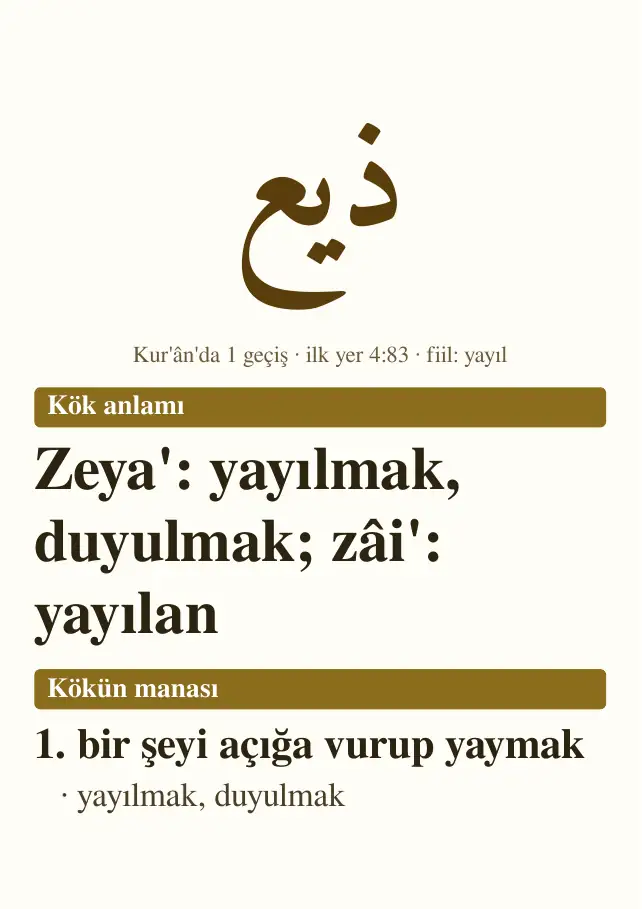 ذيع
Kur'ân'da 1 geçiş · ilk yer 4:83 · fiil: yayıl
Kök anlamı
Zeya': yayılmak,
duyulmak; zâi':
yayılan
Kökün manası
1. bir şeyi açığa vurup yaymak
· yayılmak, duyulmak